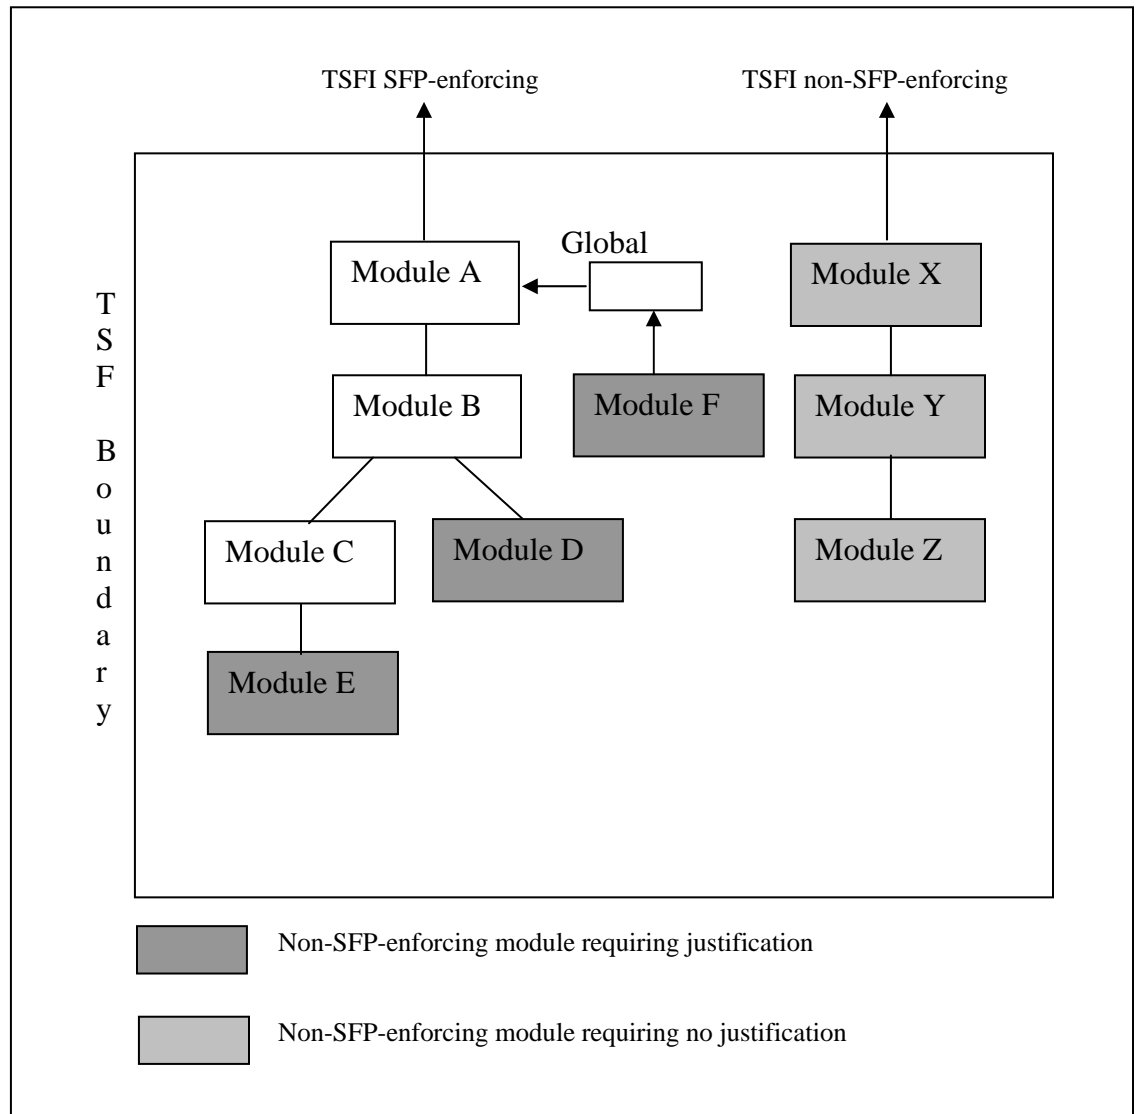 TSFI SFP-enforcing
TSFI non-SFP-enforcing
Global
Module A
Module X
T
S
F
B
o
u
n
d
a
r
y
Module B
Module F
Module Y
Module C
Module D
Module Z
Module E
Non-SFP-enforcing module requiring justification
Non-SFP-enforcing module requiring no justification